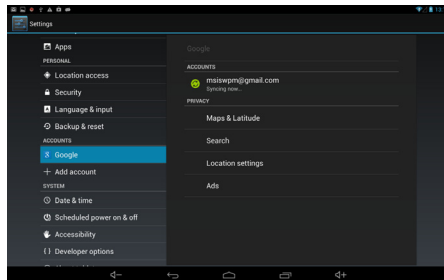 Settings
Apps
PERSONAL
Location access
Security
Language & input
Backup & reset
ACCOUNTS
Google
Add account
SYSTEM
Date & time
Scheduled power on & off
Accessibility
Developer options
Google
ACCOUNTS
msiswpm@gmail.com
Syncing now...
PRIVACY
Maps & Latitude
Search
Location settings
Ads